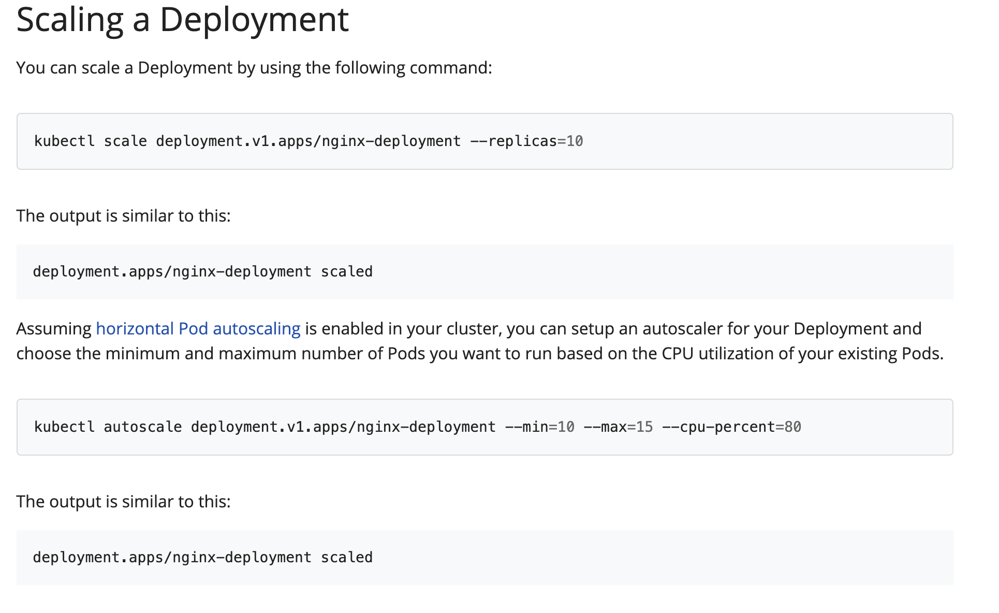 Scaling a Deployment
You can scale a Deployment by using the following command:
kubectl scale deployment.v1.apps/nginx-deployment --replicas=10
The output is similar to this:
deployment.apps/nginx-deployment scaled
Assuming horizontal Pod autoscaling is enabled in your cluster, you can setup an autoscaler for your Deployment and
choose the minimum and maximum number of Pods you want to run based on the CPU utilization of your existing Pods.
kubectl autoscale deployment.v1.apps/nginx-deployment --min=10 --max=15 --cpu-percent=80
The output is similar to this:
deployment.apps/nginx-deployment scaled